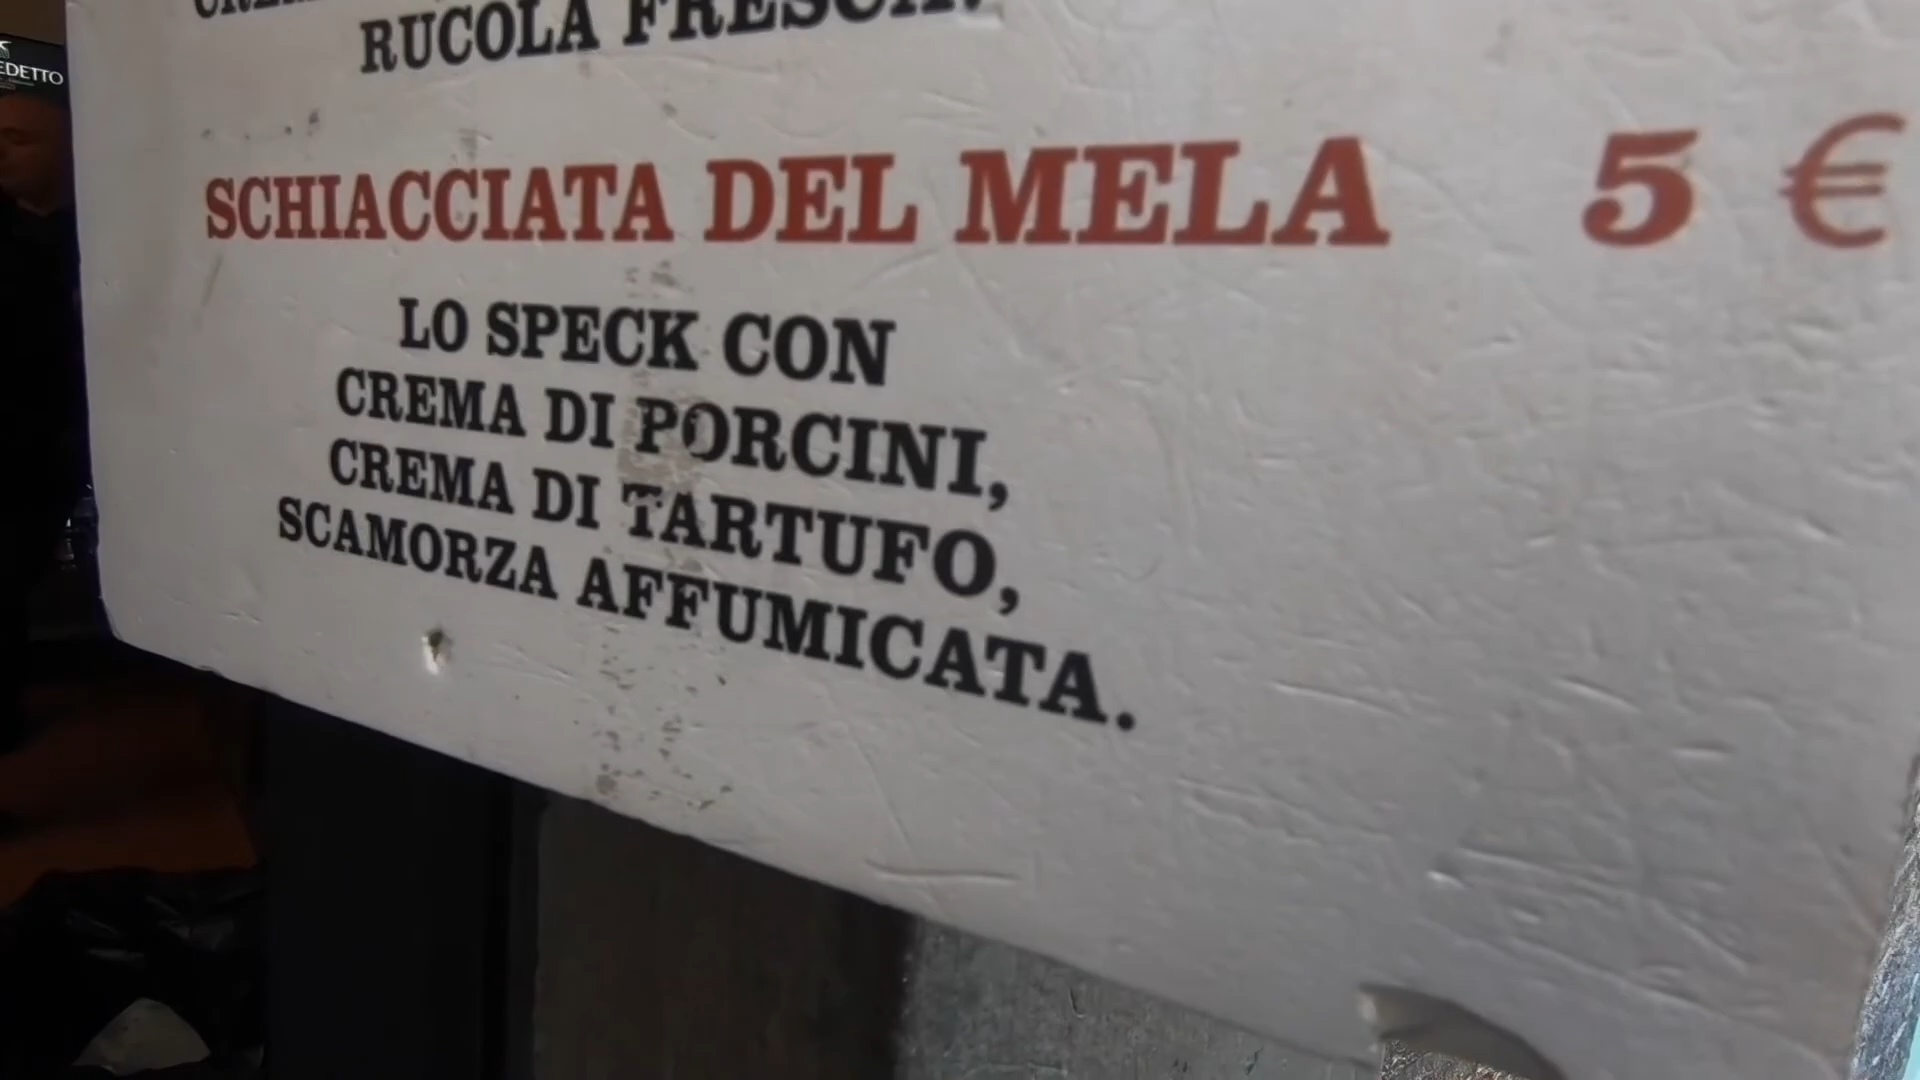 RUCOLA FRESCA.
SCHIACCIATA DEL MELA 5 €
LO SPECK CON
CREMA DI PORCINI,
CREMA DI TARTUFO,
SCAMORZA AFFUMICATA.